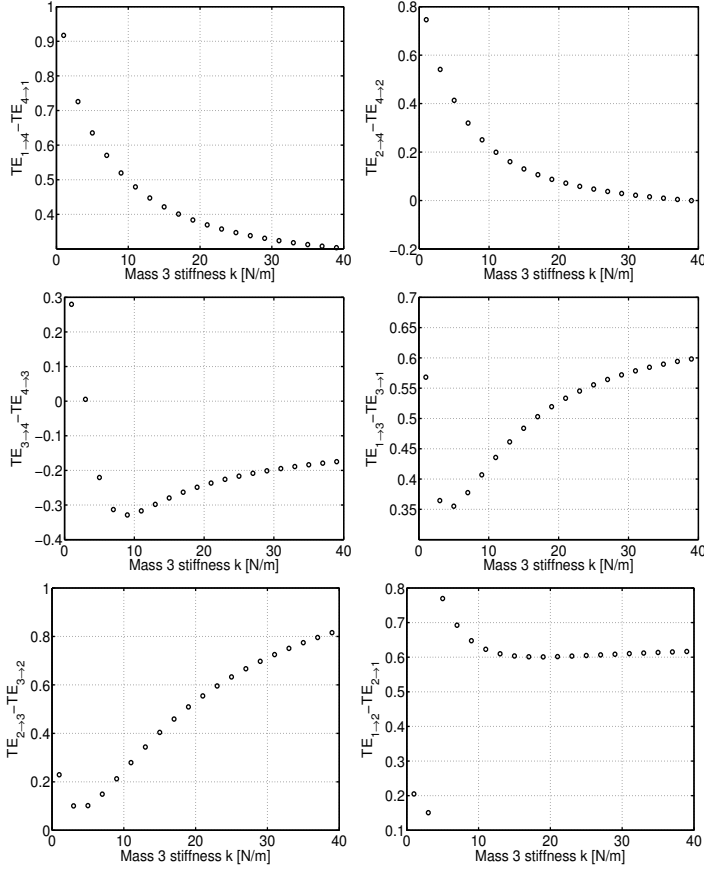 1
0.9
0.8
0.7
0.6
0.5
0.4
0 10 20 30 40
TE1→4−TE4→1
Mass 3 stiffness k [N/m]
0.8
0.6
0.4
0.2
0
−0.2
0 10 20 30 40
TE2→4−TE4→2
Mass 3 stiffness k [N/m]
0.3
0.2
0.1
0
−0.1
−0.2
−0.3
−0.4
0 10 20 30 40
TE3→4−TE4→3
Mass 3 stiffness k [N/m]
0.7
0.65
0.6
0.55
0.5
0.45
0.4
0.35
0 10 20 30 40
TE1→3−TE3→1
Mass 3 stiffness k [N/m]
1
0.8
0.6
0.4
0.2
0
0 10 20 30 40
TE2→3−TE3→2
Mass 3 stiffness k [N/m]
0.8
0.7
0.6
0.5
0.4
0.3
0.2
0.1
0 10 20 30 40
TE1→2−TE2→1
Mass 3 stiffness k [N/m]